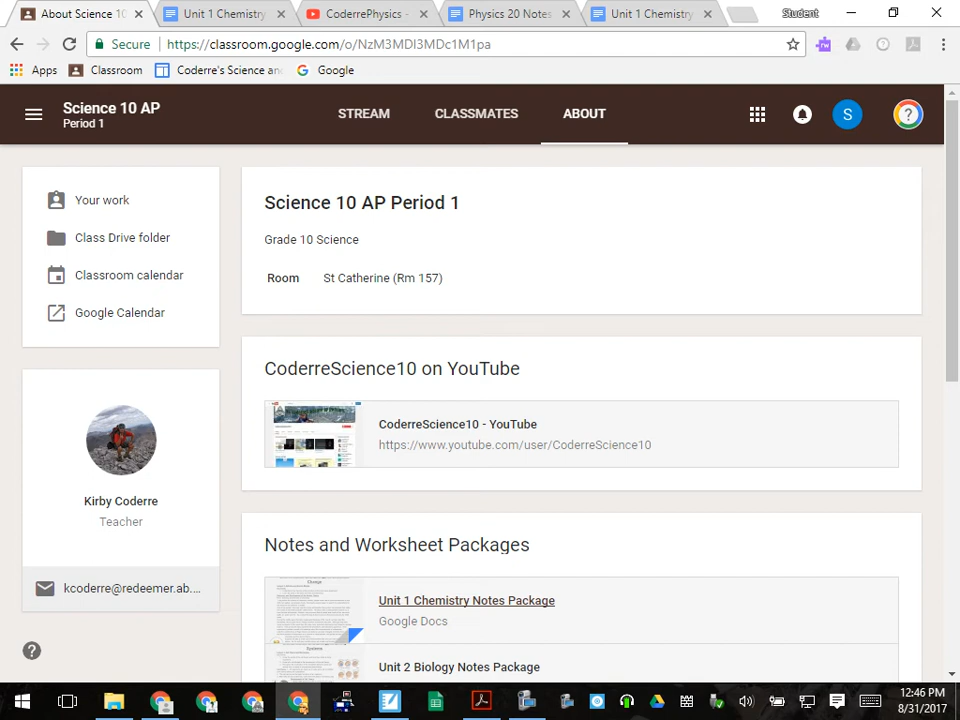 About Science 10
Unit 1 Chemistry
CoderrePhysics -
Physics 20 Notes
Unit 1 Chemistry
Student
Secure
https://classroom.google.com/o/NzM3MDI3MDc1M1pa
Apps
Classroom
Coderre's Science and
Google
Science 10 AP
Period 1
STREAM
CLASSMATES
ABOUT
S
?
Your work
Class Drive folder
Classroom calendar
Google Calendar
Kirby Coderre
Teacher
kcoderre@redeemer.ab....
Science 10 AP Period 1
Grade 10 Science
Room St Catherine (Rm 157)
CoderreScience10 on YouTube
CoderreScience10 - YouTube
https://www.youtube.com/user/CoderreScience10
Notes and Worksheet Packages
Unit 1 Chemistry Notes Package
Google Docs
Unit 2 Biology Notes Package
12:46 PM
8/31/2017